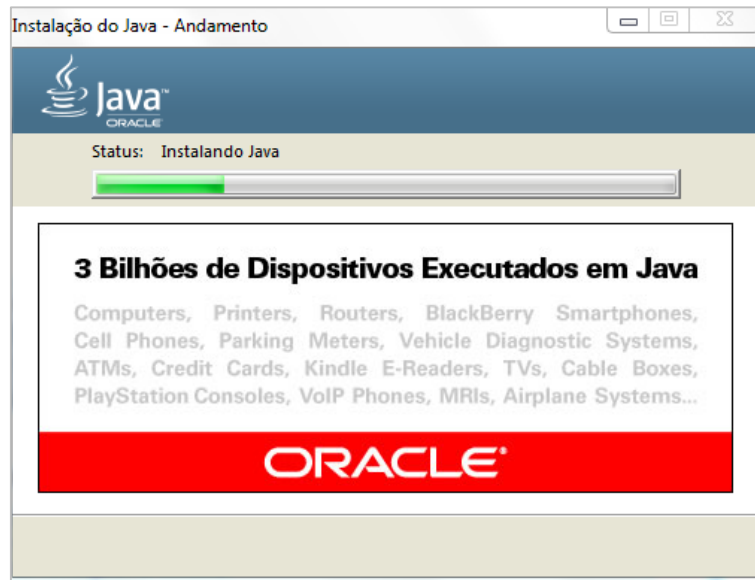 Instalação do Java - Andamento
Java™
ORACLE
Status: Instalando Java
3 Bilhões de Dispositivos Executados em Java
Computers, Printers, Routers, BlackBerry Smartphones,
Cell Phones, Parking Meters, Vehicle Diagnostic Systems,
ATMs, Credit Cards, Kindle E-Readers, TVs, Cable Boxes,
PlayStation Consoles, VoIP Phones, MRIs, Airplane Systems...
ORACLE®